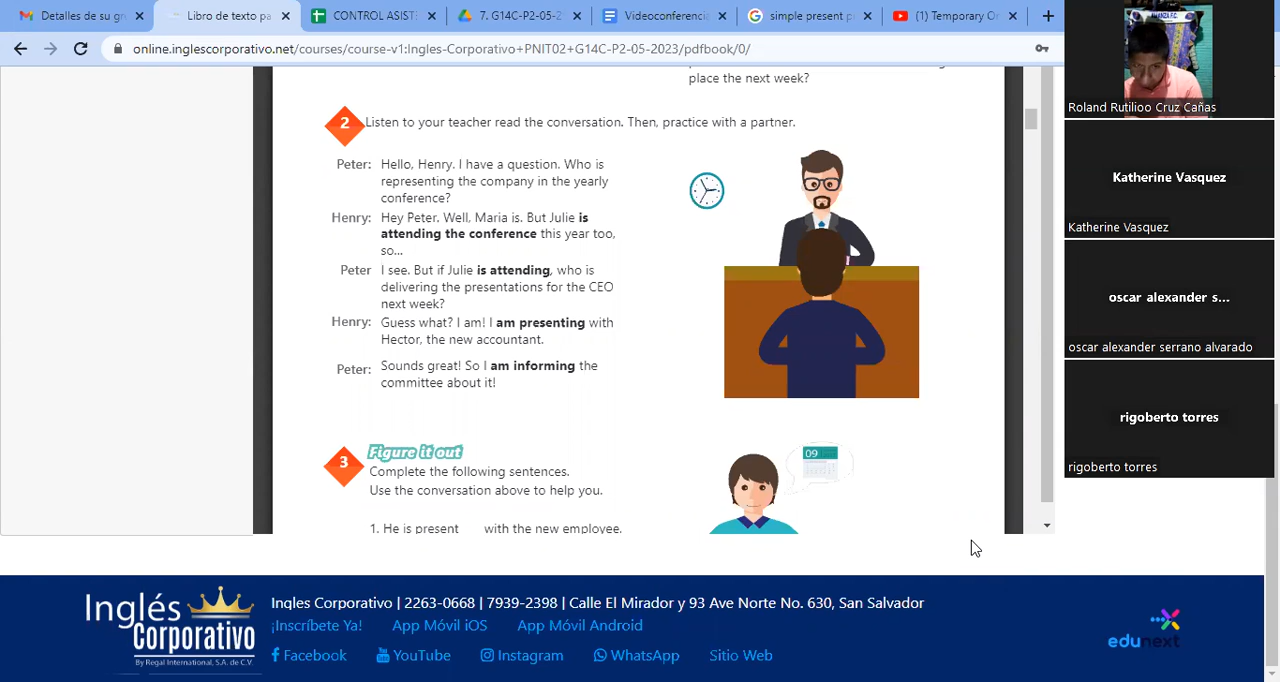 Detalles de su gr
Libro de texto pa
CONTROL ASIST
7. G14C-P2-05-2
Videoconferencia
simple present p
(1) Temporary Or
online.inglescorporativo.net/courses/course-v1:Ingles-Corporativo+PNIT02+G14C-P2-05-2023/pdfbook/0/
place the next week?
2 Listen to your teacher read the conversation. Then, practice with a partner.
Peter: Hello, Henry. I have a question. Who is
representing the company in the yearly
conference?
Henry: Hey Peter. Well, Maria is. But Julie is
attending the conference this year too,
so...
Peter I see. But if Julie is attending, who is
delivering the presentations for the CEO
next week?
Henry: Guess what? I am! I am presenting with
Hector, the new accountant.
Peter: Sounds great! So I am informing the
committee about it!
3 Figure it out
Complete the following sentences.
Use the conversation above to help you.
09
1. He is present with the new employee.
Roland Rutilioo Cruz Cañas
Katherine Vasquez
Katherine Vasquez
oscar alexander s...
oscar alexander serrano alvarado
rigoberto torres
rigoberto torres
Inglés
Corporativo
By Regal International, S.A. de C.V.
Ingles Corporativo | 2263-0668 | 7939-2398 | Calle El Mirador y 93 Ave Norte No. 630, San Salvador
¡Inscríbete Ya! App Móvil iOS App Móvil Android
Facebook YouTube Instagram WhatsApp Sitio Web
edunext